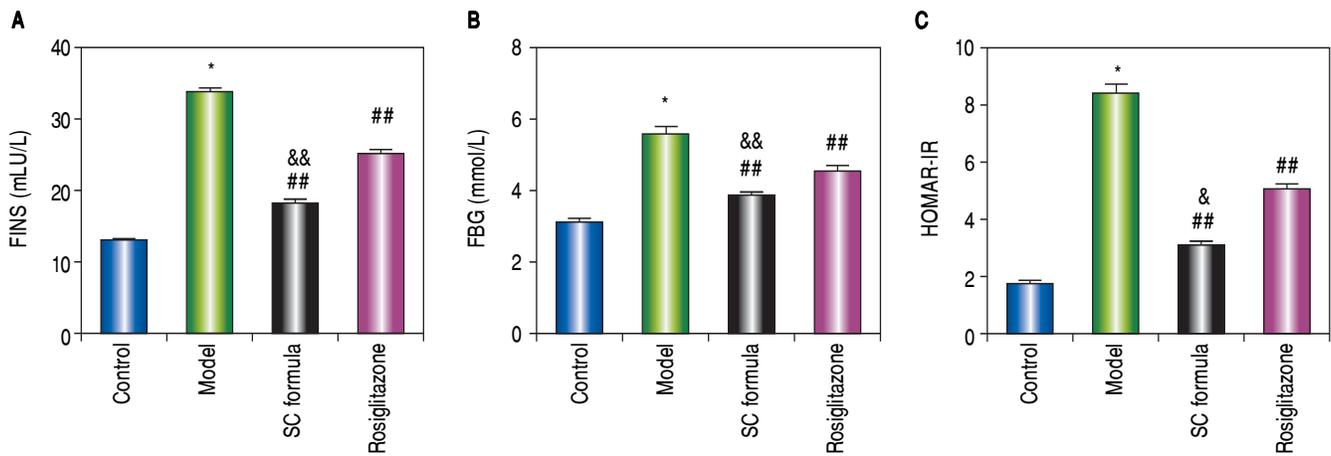 A
FINS (mLU/L)
40
30
20
10
0
*
&&
##
##
Control
Model
SC formula
Rosiglitazone
B
FBG (mmol/L)
8
6
4
2
0
*
&&
##
##
Control
Model
SC formula
Rosiglitazone
C
HOMAR-IR
10
8
6
4
2
0
*
&
##
##
Control
Model
SC formula
Rosiglitazone